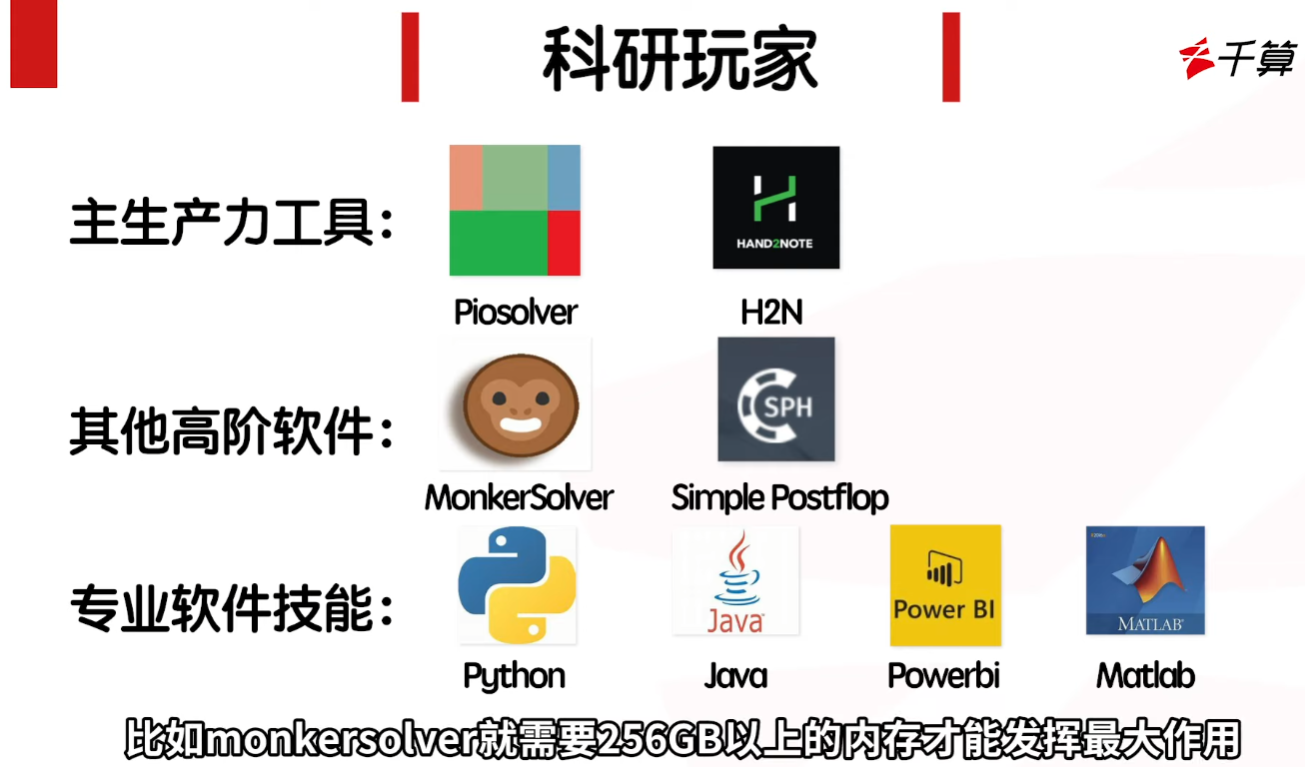 科研玩家
千算
主生产力工具：
HAND2NOTE
Piosolver
H2N
其他高阶软件：
SPH
MonkerSolver
Simple Postflop
专业软件技能：
Java
Power BI
MATLAB
Python
Java
Powerbi
Matlab
比如monkersolver就需要256GB以上的内存才能发挥最大作用